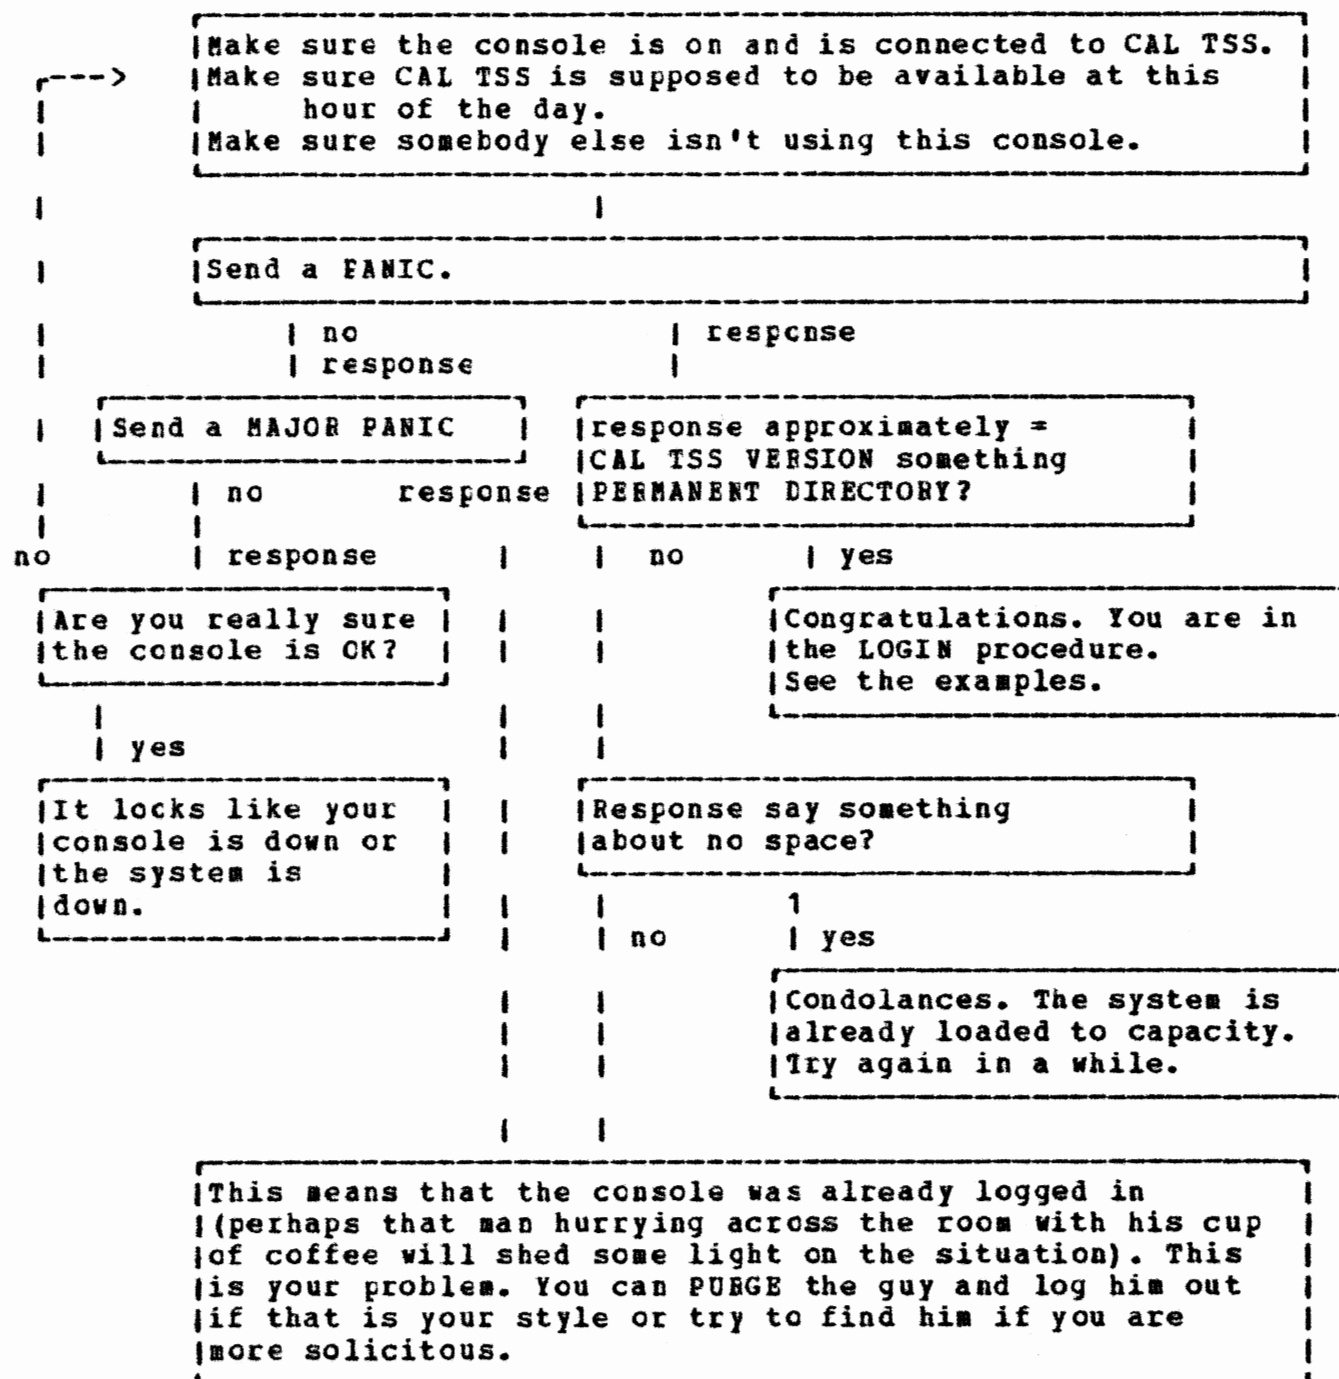 Make sure the console is on and is connected to CAL TSS.
Make sure CAL TSS is supposed to be available at this
hour of the day.
Make sure somebody else isn't using this console.
Send a PANIC.
no response
response
Send a MAJOR PANIC
response approximately =
CAL TSS VERSION something
PERMANENT DIRECTORY?
no response
response
no
no
yes
Are you really sure
the console is OK?
Congratulations. You are in
the LOGIN procedure.
See the examples.
yes
It looks like your
console is down or
the system is
down.
Response say something
about no space?
no
yes
Condolances. The system is
already loaded to capacity.
Try again in a while.
This means that the console was already logged in
(perhaps that man hurrying across the room with his cup
of coffee will shed some light on the situation). This
is your problem. You can PURGE the guy and log him out
if that is your style or try to find him if you are
more solicitous.